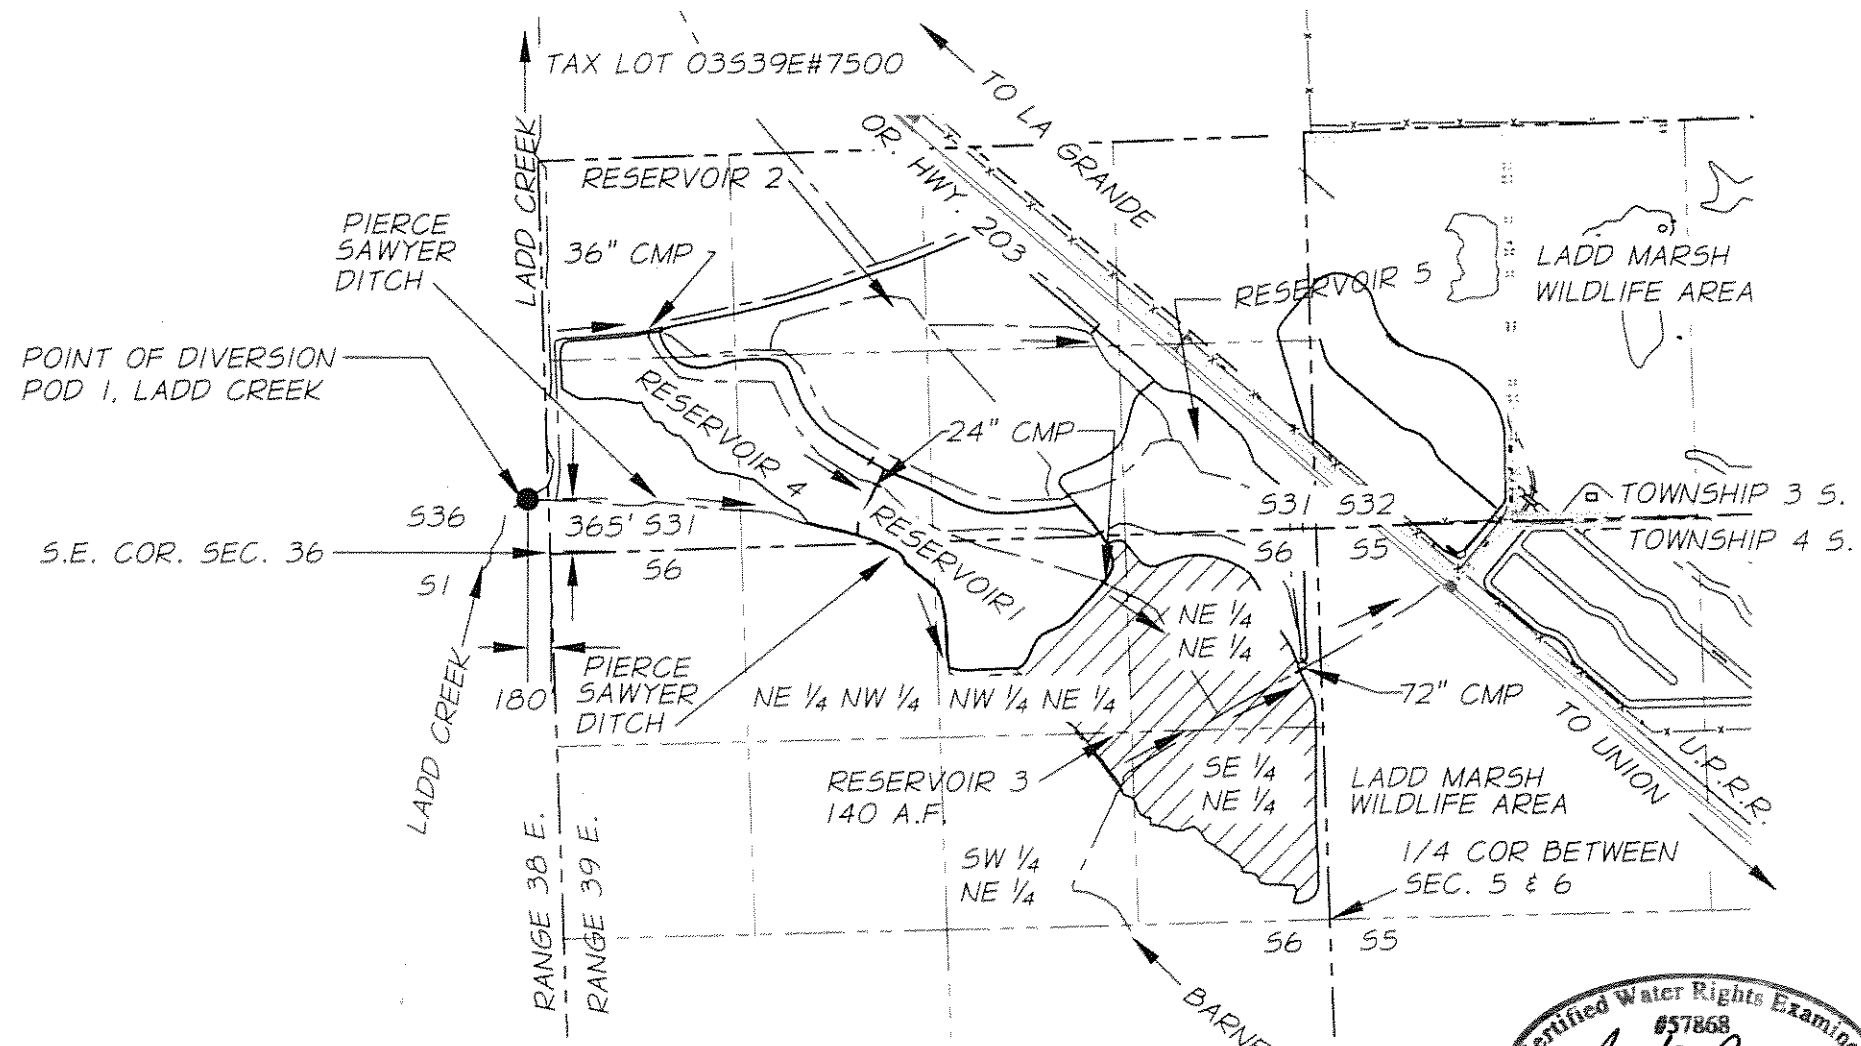 TAX LOT 03S39E#7500
TO LA GRANDE
OR. HWY. 203
LADD CREEK
RESERVOIR 2
PIERCE
SAWYER
DITCH
36" CMP
RESERVOIR 5
LADD MARSH
WILDLIFE AREA
POINT OF DIVERSION
POD 1, LADD CREEK
RESERVOIR 4
24" CMP
S36
365' S31
S31 S32
TOWNSHIP 3 S.
S.E. COR. SEC. 36
S1
S6
RESERVOIR 1
S6 S5
TOWNSHIP 4 S.
NE ¼
NE ¼
LADD CREEK
180'
PIERCE
SAWYER
DITCH
NE ¼ NW ¼
NW ¼ NE ¼
72" CMP
TO UNION
U.P.R.R.
RESERVOIR 3
140 A.F.
SE ¼
NE ¼
LADD MARSH
WILDLIFE AREA
SW ¼
NE ¼
1/4 COR BETWEEN
SEC. 5 & 6
RANGE 38 E.
RANGE 39 E.
S6 S5
Water Rights
#57868